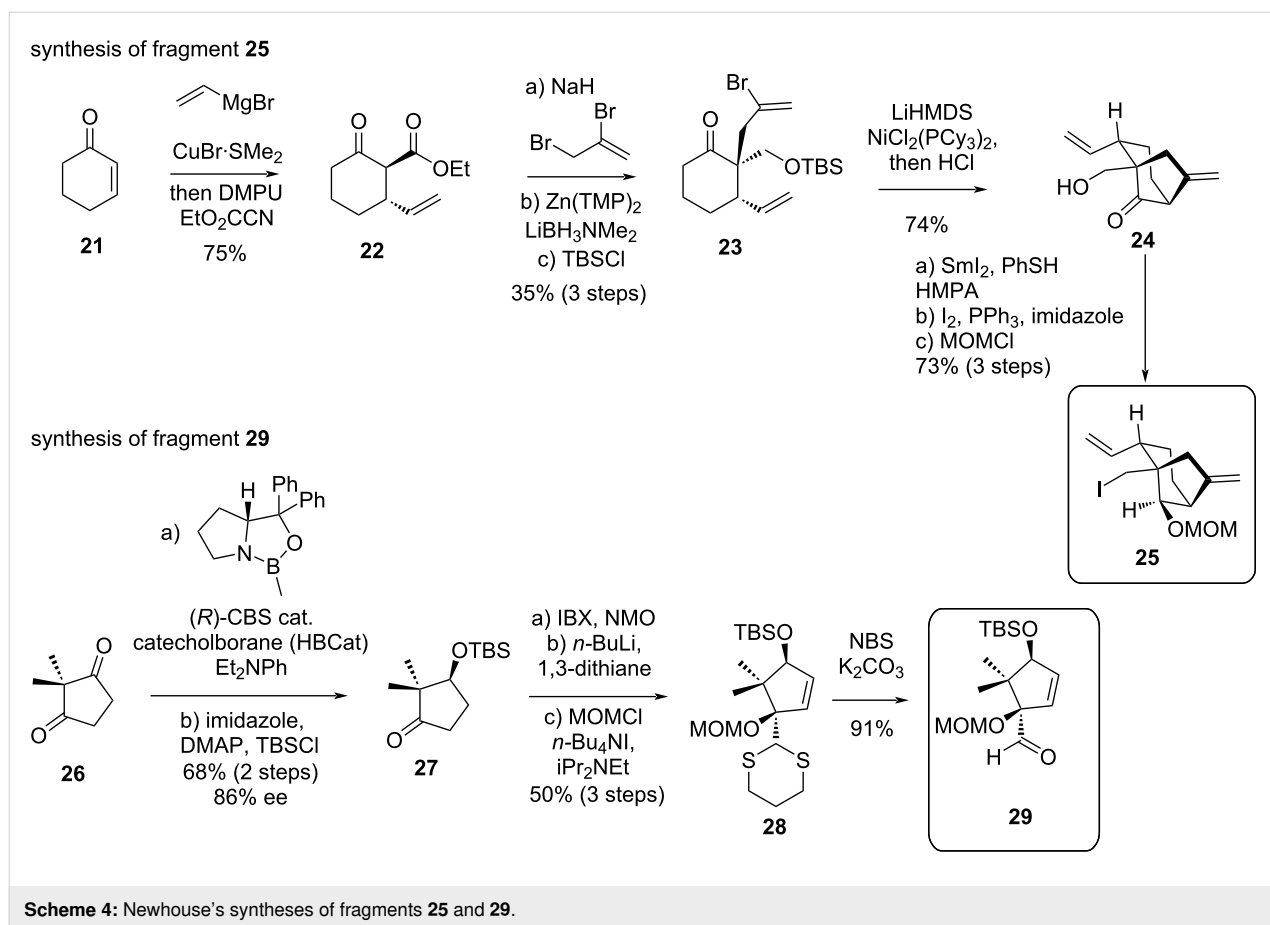 synthesis of fragment 25
O
21
MgBr
CuBr·SMe2
then DMPU
EtO2CCN
75%
O
O
OEt
22
a) NaH
Br
Br
b) Zn(TMP)2
LiBH3NMe2
c) TBSCl
35% (3 steps)
Br
O
OTBS
23
LiHMDS
NiCl2(PCy3)2,
then HCl
74%
H
HO
O
24
a) SmI2, PhSH
HMPA
b) I2, PPh3, imidazole
c) MOMCl
73% (3 steps)
H
I
H
OMOM
25
synthesis of fragment 29
O
O
26
a)
H
Ph
Ph
N
B
O
(R)-CBS cat.
catecholborane (HBCat)
Et2NPh
b) imidazole,
DMAP, TBSCl
68% (2 steps)
86% ee
OTBS
O
27
a) IBX, NMO
b) n-BuLi,
1,3-dithiane
c) MOMCl
n-Bu4NI,
iPr2NEt
50% (3 steps)
TBSO
MOMO
S
S
28
NBS
K2CO3
91%
TBSO
MOMO
H
O
29
Scheme 4: Newhouse's syntheses of fragments 25 and 29.